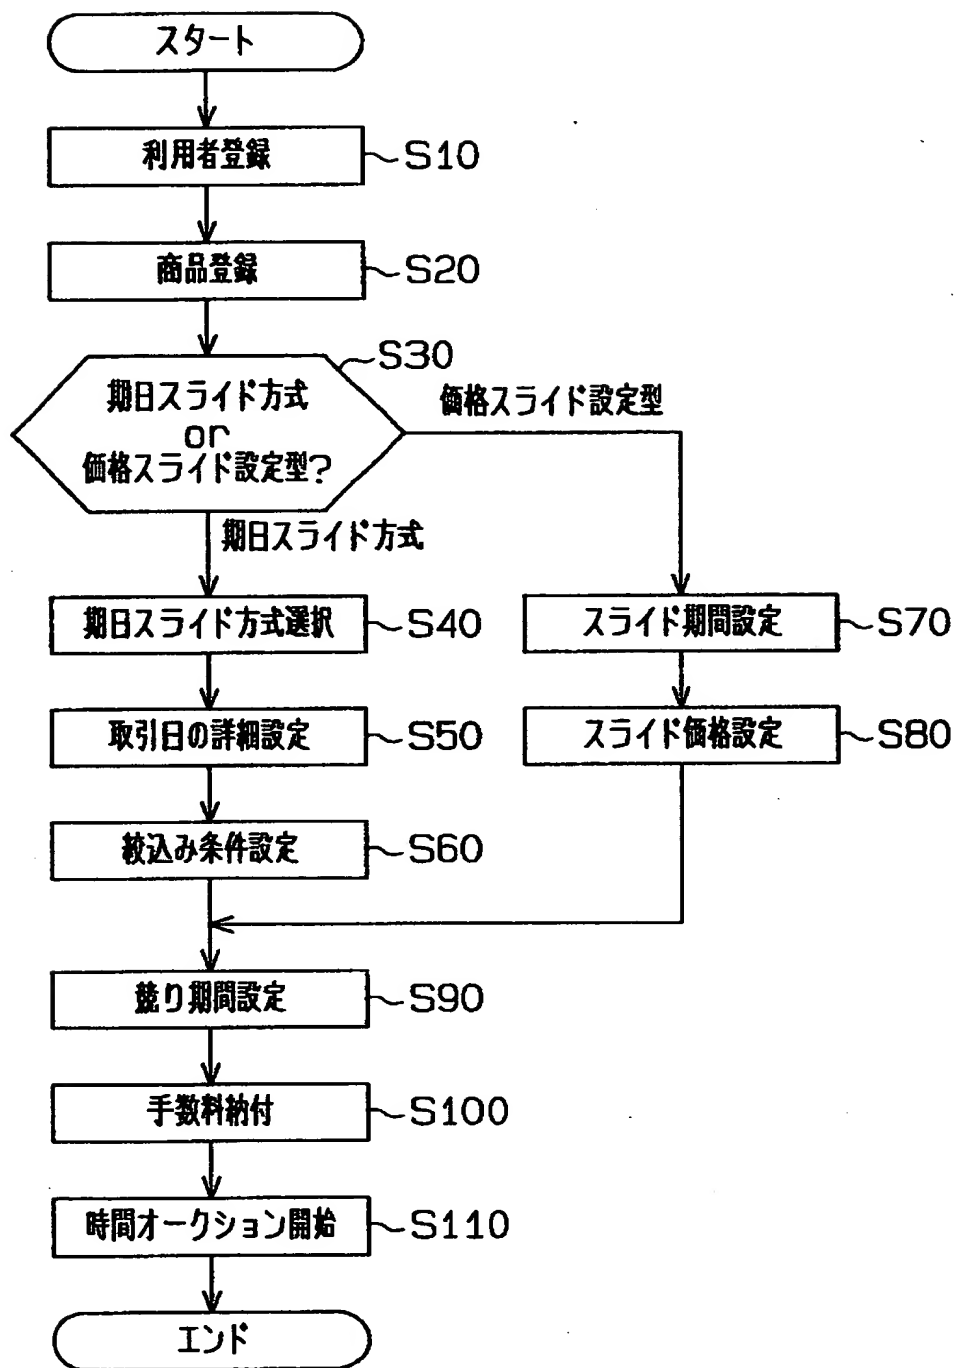 スタート
利用者登録
S10
商品登録
S20
S30
期日スライド方式
or
価格スライド設定型?
価格スライド設定型
期日スライド方式
期日スライド方式選択
S40
スライド期間設定
S70
取引日の詳細設定
S50
スライド価格設定
S80
絞込み条件設定
S60
競り期間設定
S90
手数料納付
S100
時間オークション開始
S110
エンド